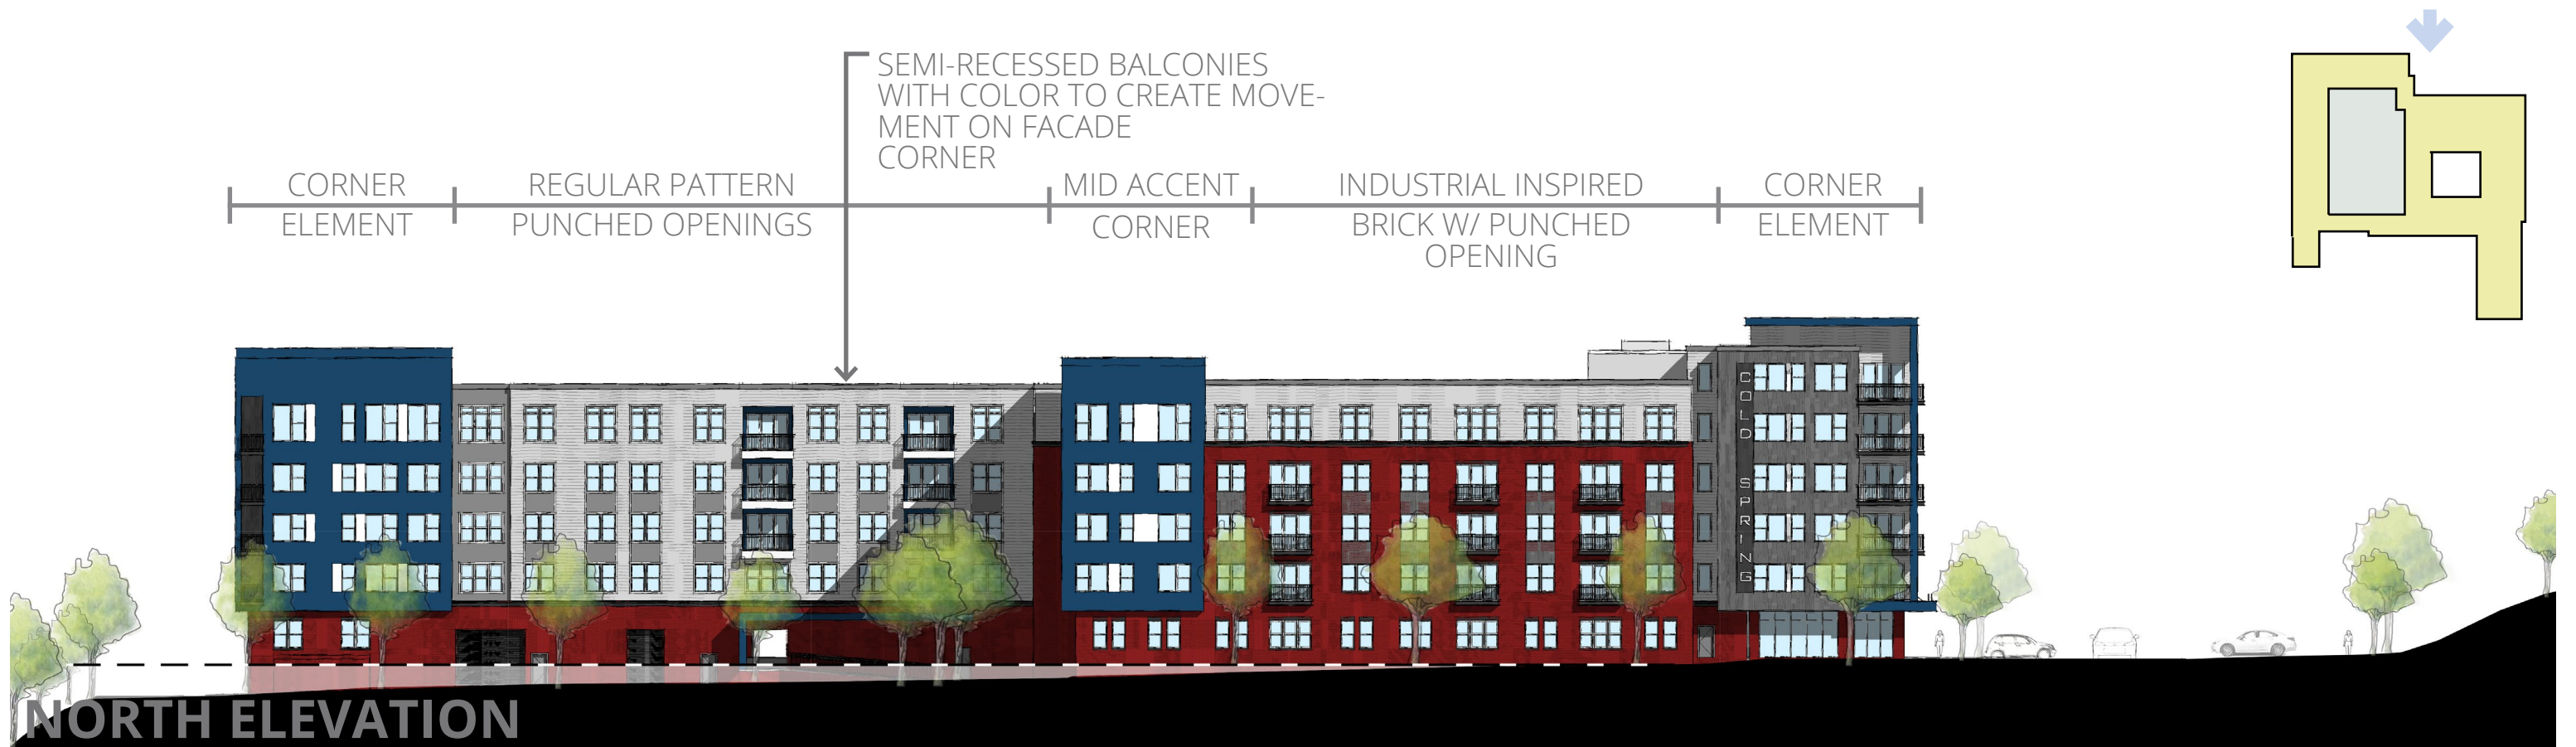 SEMI-RECESSED BALCONIES
WITH COLOR TO CREATE MOVE-
MENT ON FACADE
CORNER
CORNER
ELEMENT
REGULAR PATTERN
PUNCHED OPENINGS
MID ACCENT
CORNER
INDUSTRIAL INSPIRED
BRICK W/ PUNCHED
OPENING
CORNER
ELEMENT
COLD SPRING
NORTH ELEVATION